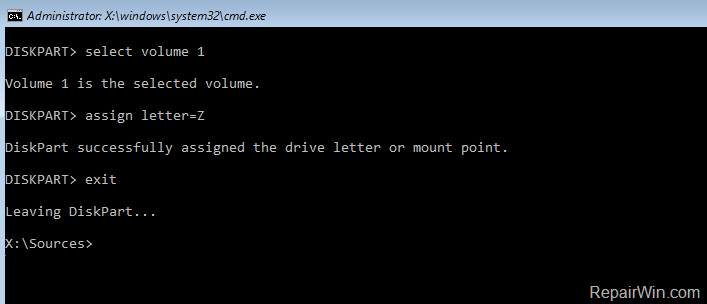 Administrator: X:\windows\system32\cmd.exe
DISKPART> select volume 1
Volume 1 is the selected volume.
DISKPART> assign letter=Z
DiskPart successfully assigned the drive letter or mount point.
DISKPART> exit
Leaving DiskPart...
X:\Sources>
RepairWin.com